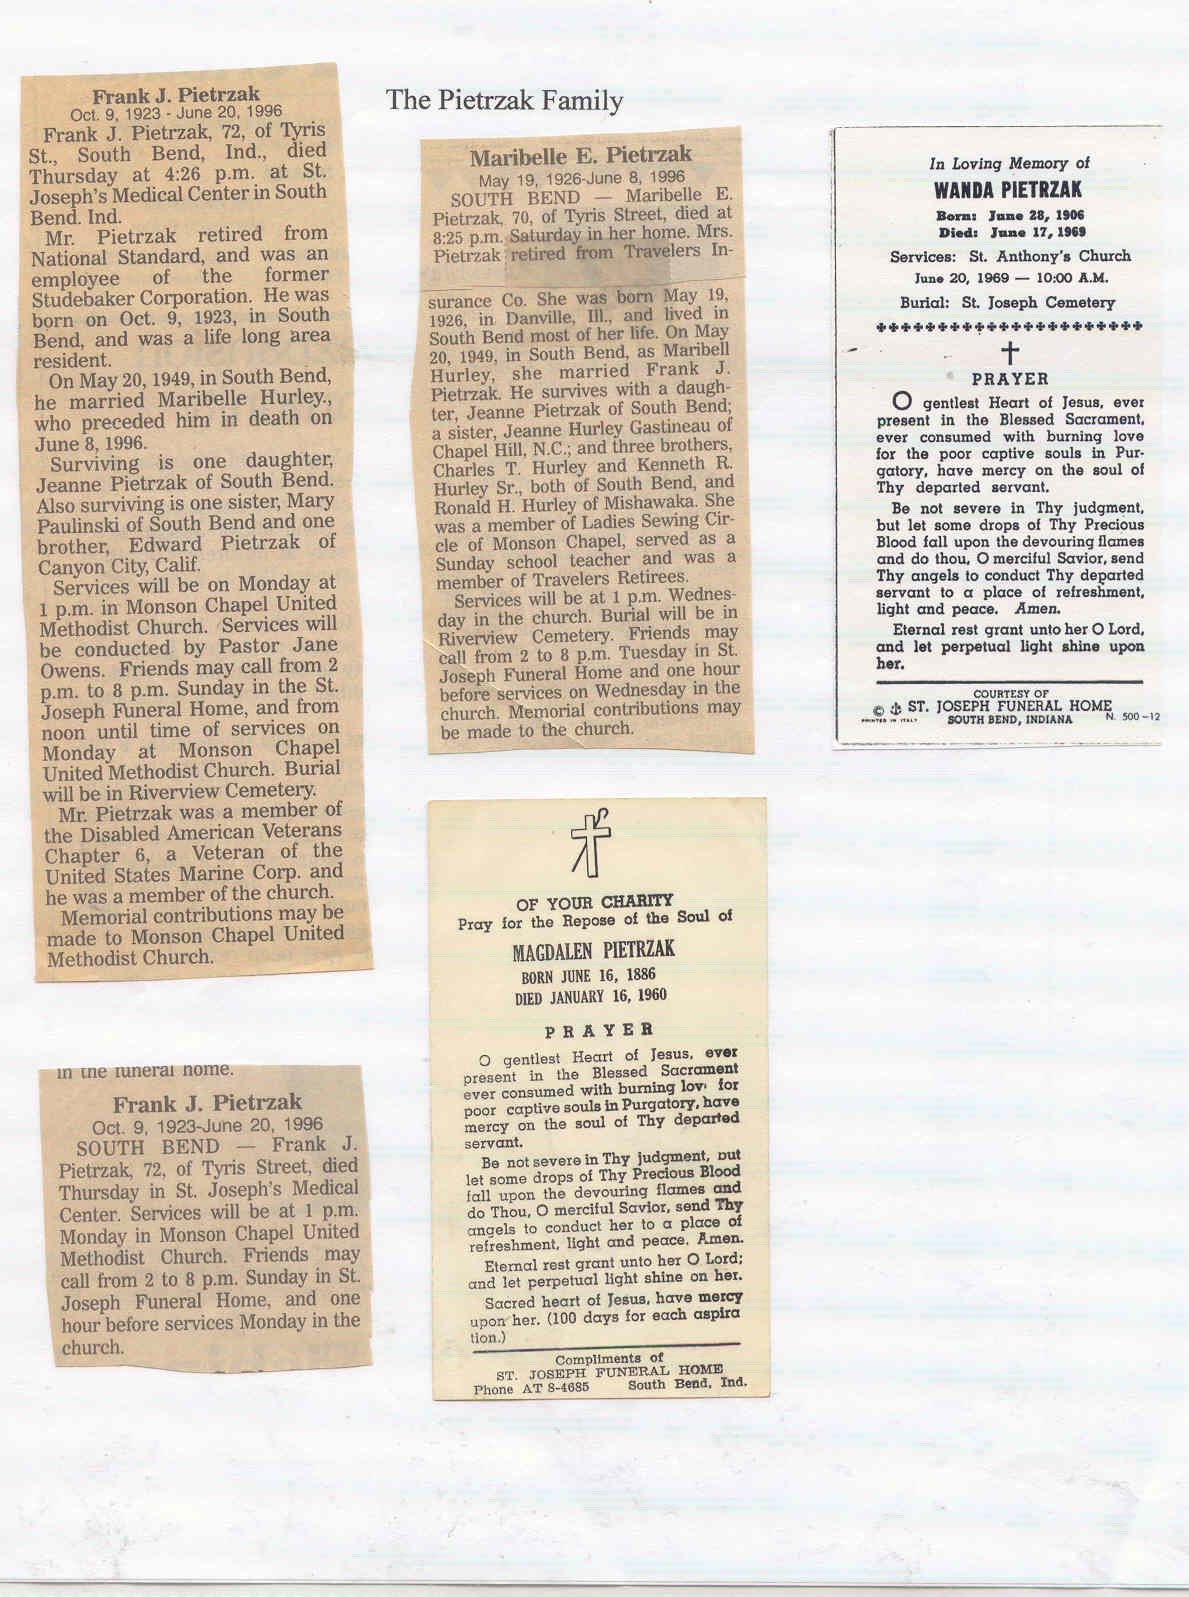 The Pietrzak Family
Frank J. Pietrzak
Oct. 9, 1923 - June 20, 1996
Frank J. Pietrzak, 72, of Tyris
St., South Bend, Ind., died
Thursday at 4:26 p.m. at St.
Joseph's Medical Center in South
Bend. Ind.
Mr. Pietrzak retired from
National Standard, and was an
employee of the former
Studebaker Corporation. He was
born on Oct. 9, 1923, in South
Bend, and was a life long area
resident.
On May 20, 1949, in South Bend,
he married Maribelle Hurley.,
who preceded him in death on
June 8, 1996.
Surviving is one daughter,
Jeanne Pietrzak of South Bend.
Also surviving is one sister, Mary
Paulinski of South Bend and one
brother, Edward Pietrzak of
Canyon City, Calif.
Services will be on Monday at
1 p.m. in Monson Chapel United
Methodist Church. Services will
be conducted by Pastor Jane
Owens. Friends may call from 2
p.m. to 8 p.m. Sunday in the St.
Joseph Funeral Home, and from
noon until time of services on
Monday at Monson Chapel
United Methodist Church. Burial
will be in Riverview Cemetery.
Mr. Pietrzak was a member of
the Disabled American Veterans
Chapter 6, a Veteran of the
United States Marine Corp. and
he was a member of the church.
Memorial contributions may be
made to Monson Chapel United
Methodist Church.
in the funeral home.
Frank J. Pietrzak
Oct. 9, 1923-June 20, 1996
SOUTH BEND — Frank J.
Pietrzak, 72, of Tyris Street, died
Thursday in St. Joseph's Medical
Center. Services will be at 1 p.m.
Monday in Monson Chapel United
Methodist Church. Friends may
call from 2 to 8 p.m. Sunday in St.
Joseph Funeral Home, and one
hour before services Monday in the
church.
Maribelle E. Pietrzak
May 19, 1926-June 8, 1996
SOUTH BEND — Maribelle E.
Pietrzak, 70, of Tyris Street, died at
8:25 p.m. Saturday in her home. Mrs.
Pietrzak retired from Travelers In-
surance Co. She was born May 19,
1926, in Danville, Ill., and lived in
South Bend most of her life. On May
20, 1949, in South Bend, as Maribell
Hurley, she married Frank J.
Pietrzak. He survives with a daugh-
ter, Jeanne Pietrzak of South Bend;
a sister, Jeanne Hurley Gastineau of
Chapel Hill, N.C.; and three brothers,
Charles T. Hurley and Kenneth R.
Hurley Sr., both of South Bend, and
Ronald H. Hurley of Mishawaka. She
was a member of Ladies Sewing Cir-
cle of Monson Chapel, served as a
Sunday school teacher and was a
member of Travelers Retirees.
Services will be at 1 p.m. Wednes-
day in the church. Burial will be in
Riverview Cemetery. Friends may
call from 2 to 8 p.m. Tuesday in St.
Joseph Funeral Home and one hour
before services on Wednesday in the
church. Memorial contributions may
be made to the church.
OF YOUR CHARITY
Pray for the Repose of the Soul of
MAGDALEN PIETRZAK
BORN JUNE 16, 1886
DIED JANUARY 16, 1960
PRAYER
O gentlest Heart of Jesus, ever
present in the Blessed Sacrament
ever consumed with burning lov for
poor captive souls in Purgatory, have
mercy on the soul of Thy departed
servant.
Be not severe in Thy judgment, but
let some drops of Thy Precious Blood
fall upon the devouring flames and
do Thou, O merciful Savior, send Thy
angels to conduct her to a place of
refreshment, light and peace. Amen.
Eternal rest grant unto her O Lord;
and let perpetual light shine on her.
Sacred heart of Jesus, have mercy
upon her. (100 days for each aspira
tion.)
Compliments of
ST. JOSEPH FUNERAL HOME
Phone AT 8-4685 South Bend, Ind.
In Loving Memory of
WANDA PIETRZAK
Born: June 28, 1906
Died: June 17, 1969
Services: St. Anthony's Church
June 20, 1969 — 10:00 A.M.
Burial: St. Joseph Cemetery
PRAYER
O gentlest Heart of Jesus, ever
present in the Blessed Sacrament,
ever consumed with burning love
for the poor captive souls in Pur-
gatory, have mercy on the soul of
Thy departed servant.
Be not severe in Thy judgment,
but let some drops of Thy Precious
Blood fall upon the devouring flames
and do thou, O merciful Savior, send
Thy angels to conduct Thy departed
servant to a place of refreshment,
light and peace. Amen.
Eternal rest grant unto her O Lord,
and let perpetual light shine upon
her.
COURTESY OF
© ST. JOSEPH FUNERAL HOME
PRINTED IN ITALY SOUTH BEND, INDIANA N. 500-12